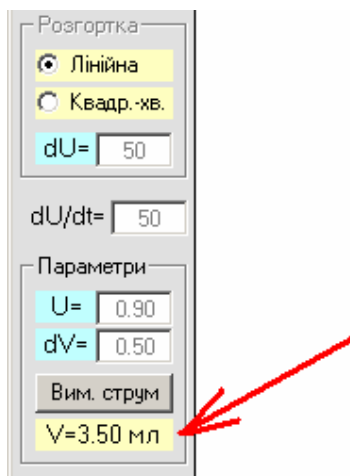 Розгортка
Лінійна
Квадр.-хв.
dU= 50
dU/dt= 50
Параметри
U= 0.90
dV= 0.50
Вим. струм
V=3.50 мл